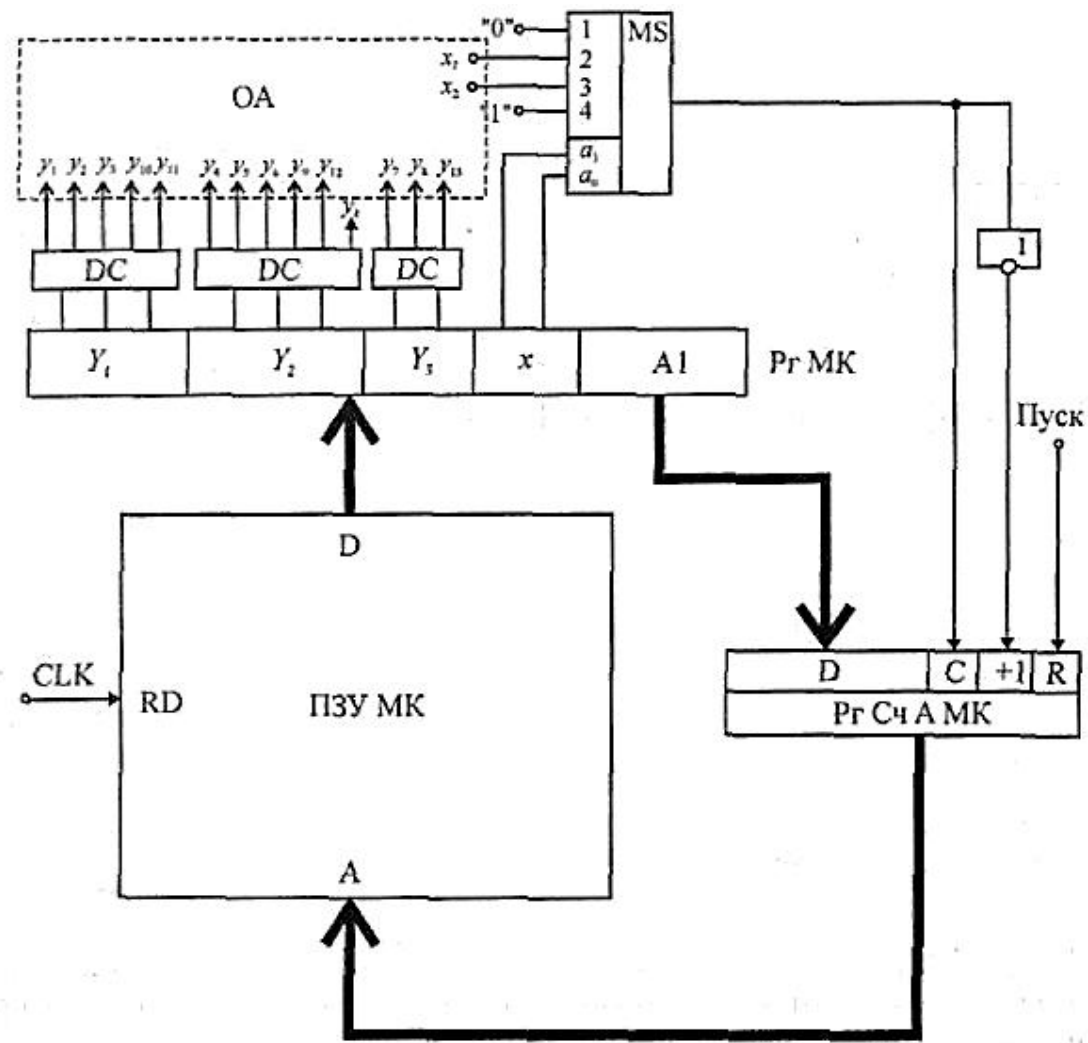 "0" 1 MS
x₁ 2
ОА
x₂ 3
"1" 4
y₁ y₂ y₃ y₁₀ y₁₁ y₄ y₅ y₆ y₉ y₁₂ y₇ y₈ y₁₃
a₁
a₀
yₖ
1
DC DC DC
Y₁ Y₂ Y₃ x A1 Рг МК
Пуск
D
CLK
RD ПЗУ МК
D C +1 R
Рг Сч А МК
A